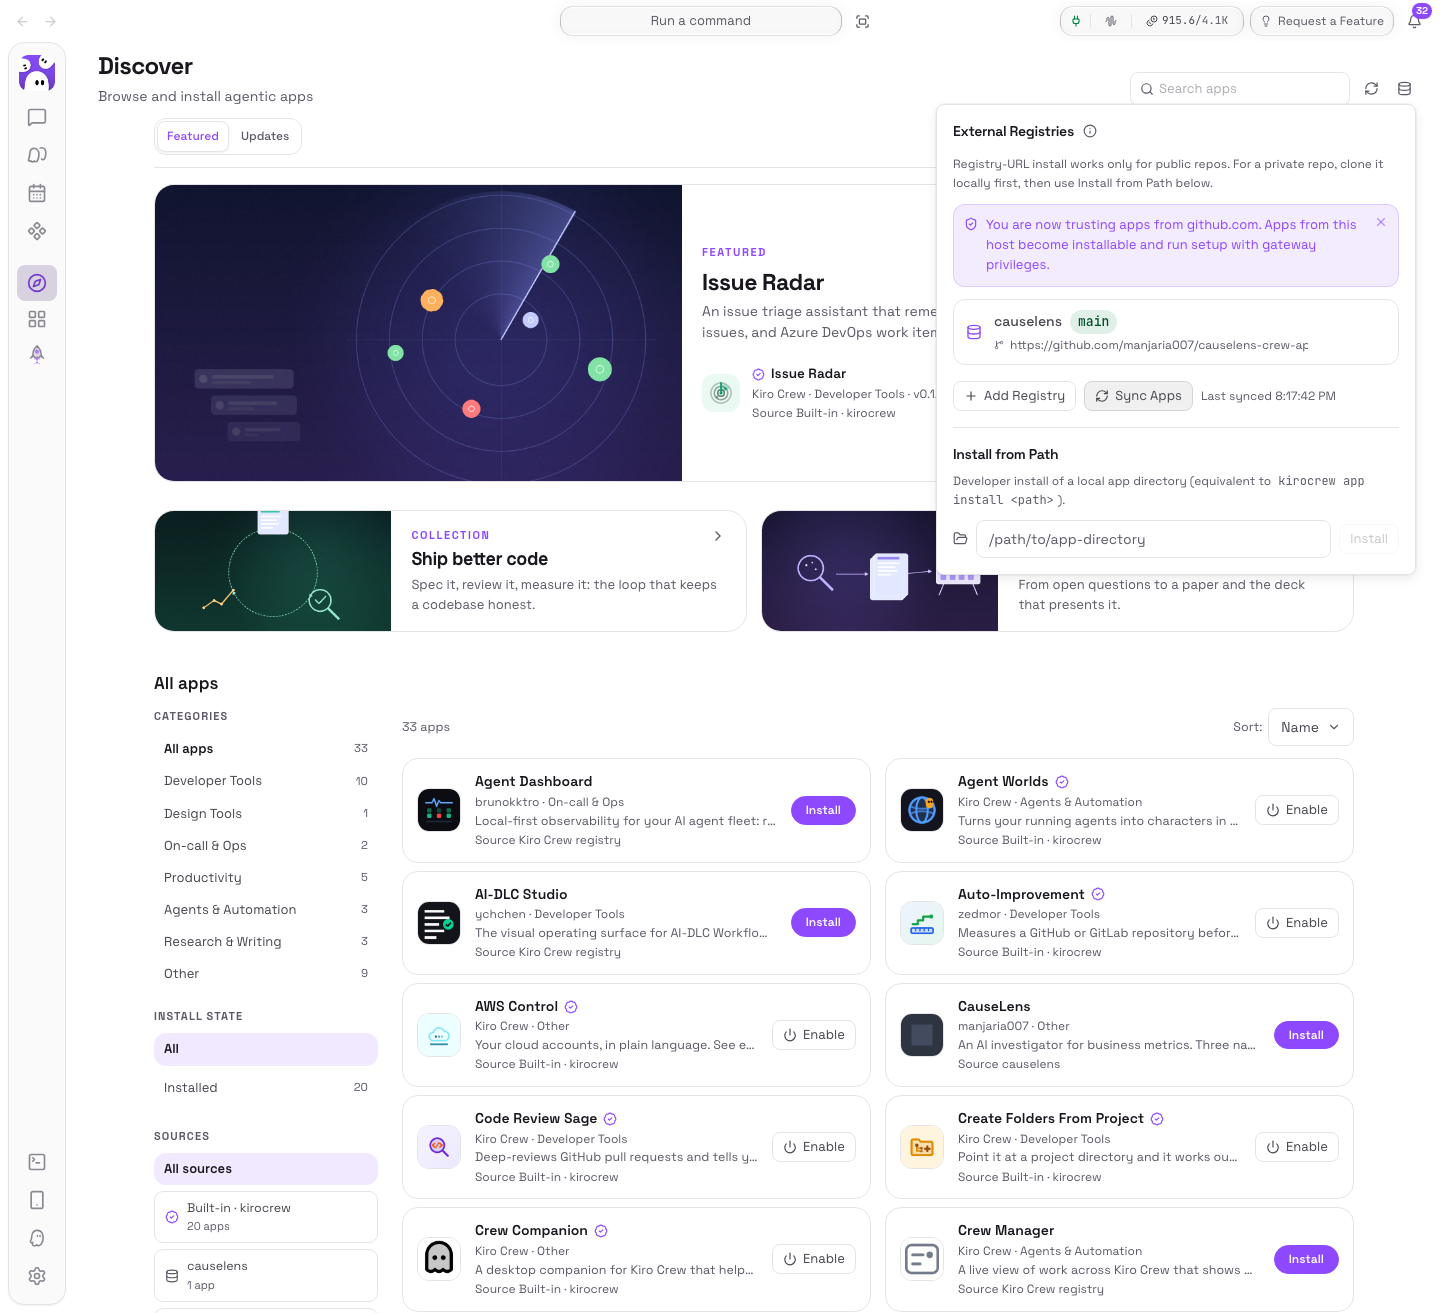 Run a command
915.6/4.1K
Request a Feature
32
Discover
Browse and install agentic apps
Search apps
Featured
Updates
External Registries
Registry-URL install works only for public repos. For a private repo, clone it
locally first, then use Install from Path below.
You are now trusting apps from github.com. Apps from this
host become installable and run setup with gateway
privileges.
causelens main
https://github.com/manjaria007/causelens-crew-ap
Add Registry
Sync Apps
Last synced 8:17:42 PM
Install from Path
Developer install of a local app directory (equivalent to kirocrew app
install <path> ).
/path/to/app-directory
Install
FEATURED
Issue Radar
An issue triage assistant that reme
issues, and Azure DevOps work iten
Issue Radar
Kiro Crew · Developer Tools · v0.1.
Source Built-in · kirocrew
COLLECTION
Ship better code
Spec it, review it, measure it: the loop that keeps
a codebase honest.
From open questions to a paper and the deck
that presents it.
All apps
CATEGORIES
All apps 33
Developer Tools 10
Design Tools 1
On-call & Ops 2
Productivity 5
Agents & Automation 3
Research & Writing 3
Other 9
INSTALL STATE
All
Installed 20
SOURCES
All sources
Built-in · kirocrew
20 apps
causelens
1 app
33 apps
Sort: Name
Agent Dashboard
brunokktro · On-call & Ops
Local-first observability for your AI agent fleet: r...
Source Kiro Crew registry
Install
Agent Worlds
Kiro Crew · Agents & Automation
Turns your running agents into characters in ...
Source Built-in · kirocrew
Enable
AI-DLC Studio
ychchen · Developer Tools
The visual operating surface for AI-DLC Workflo...
Source Kiro Crew registry
Install
Auto-Improvement
zedmor · Developer Tools
Measures a GitHub or GitLab repository befor...
Source Built-in · kirocrew
Enable
AWS Control
Kiro Crew · Other
Your cloud accounts, in plain language. See e...
Source Built-in · kirocrew
Enable
CauseLens
manjaria007 · Other
An AI investigator for business metrics. Three na...
Source causelens
Install
Code Review Sage
Kiro Crew · Developer Tools
Deep-reviews GitHub pull requests and tells y...
Source Built-in · kirocrew
Enable
Create Folders From Project
Kiro Crew · Developer Tools
Point it at a project directory and it works ou...
Source Built-in · kirocrew
Enable
Crew Companion
Kiro Crew · Other
A desktop companion for Kiro Crew that help...
Source Built-in · kirocrew
Enable
Crew Manager
Kiro Crew · Agents & Automation
A live view of work across Kiro Crew that shows ...
Source Kiro Crew registry
Install